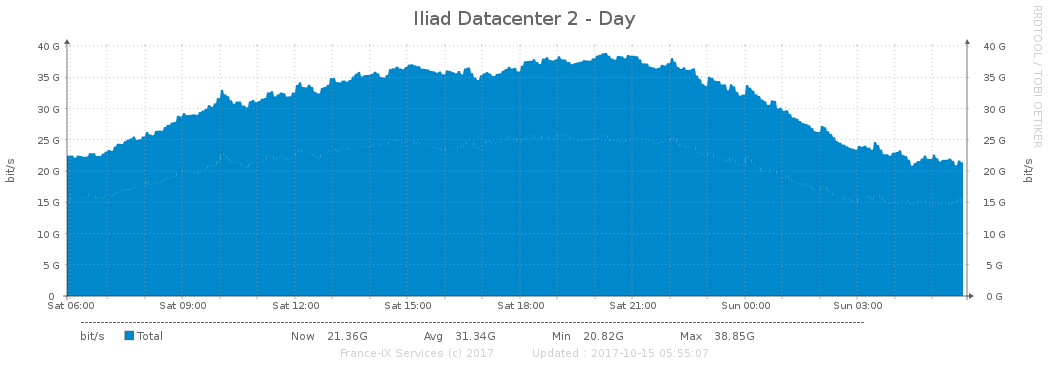 Iliad Datacenter 2 - Day
RRDTOOL / TOBI OETIKER
bit/s
40 G
35 G
30 G
25 G
20 G
15 G
10 G
5 G
0
40 G
35 G
30 G
25 G
20 G
15 G
10 G
5 G
0 G
bit/s
Sat 06:00 Sat 09:00 Sat 12:00 Sat 15:00 Sat 18:00 Sat 21:00 Sun 00:00 Sun 03:00
bit/s Total Now 21.36G Avg 31.34G Min 20.82G Max 38.85G
France-IX Services (c) 2017 Updated : 2017-10-15 05:55:07